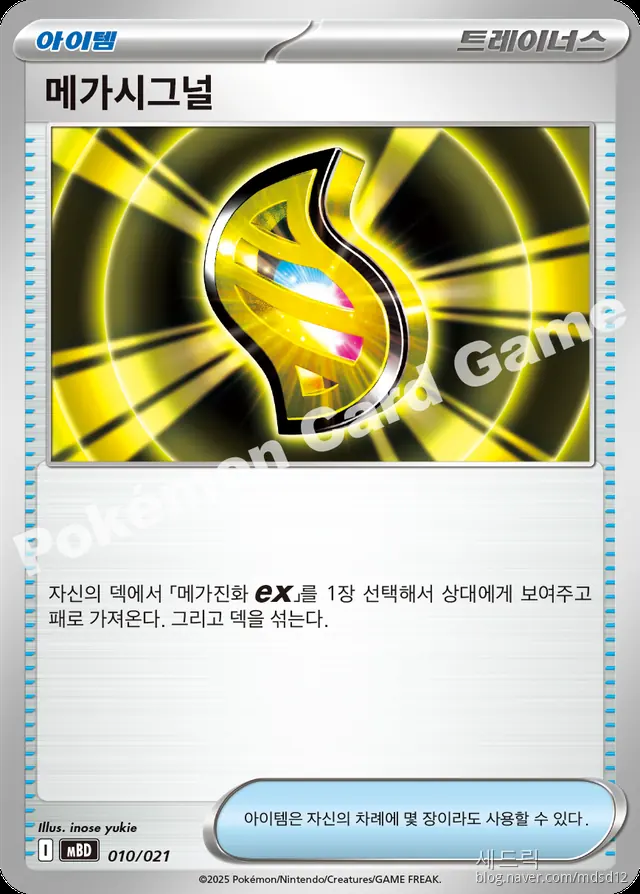 아이템
트레이너스
메가시그널
Pokémon Card Game
자신의 덱에서 「메가진화 ex」를 1장 선택해서 상대에게 보여주고
패로 가져온다. 그리고 덱을 섞는다.
아이템은 자신의 차례에 몇 장이라도 사용할 수 있다.
Illus. inose yukie
I mBD 010/021
©2025 Pokémon/Nintendo/Creatures/GAME FREAK.
세드릭
blog.naver.com/mdsd12